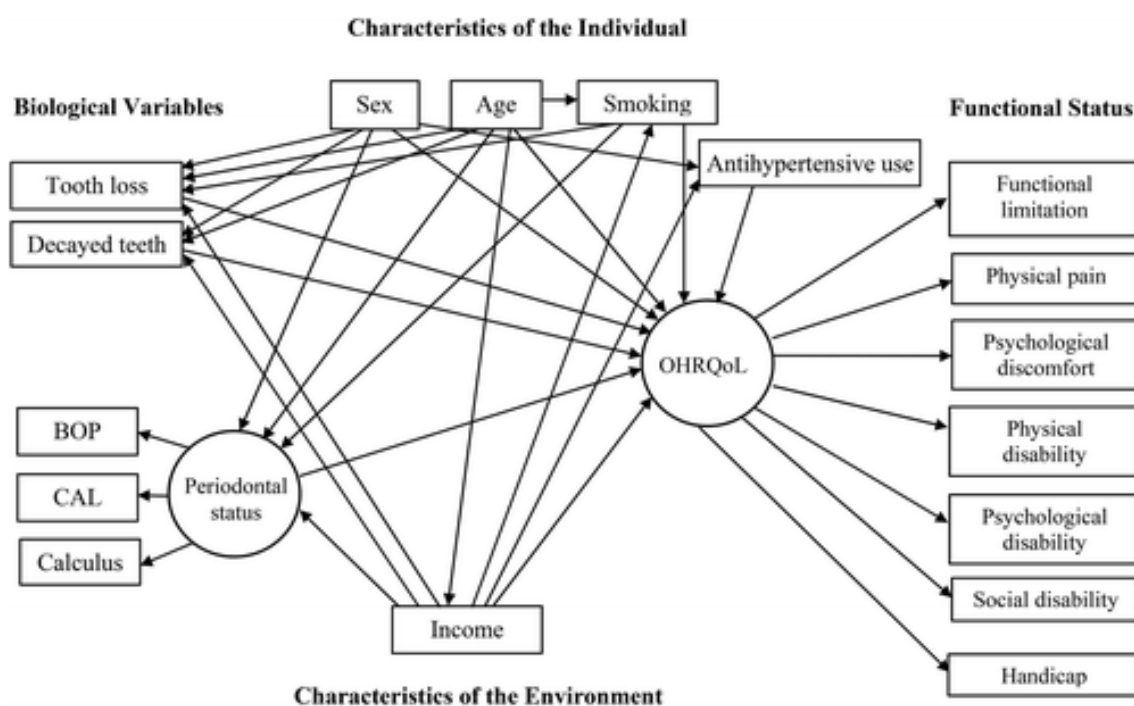 Characteristics of the Individual
Biological Variables
Sex
Age
Smoking
Functional Status
Antihypertensive use
Tooth loss
Decayed teeth
Functional
limitation
Physical pain
Psychological
discomfort
OHRQoL
Physical
disability
BOP
CAL
Calculus
Periodontal
status
Psychological
disability
Social disability
Income
Handicap
Characteristics of the Environment